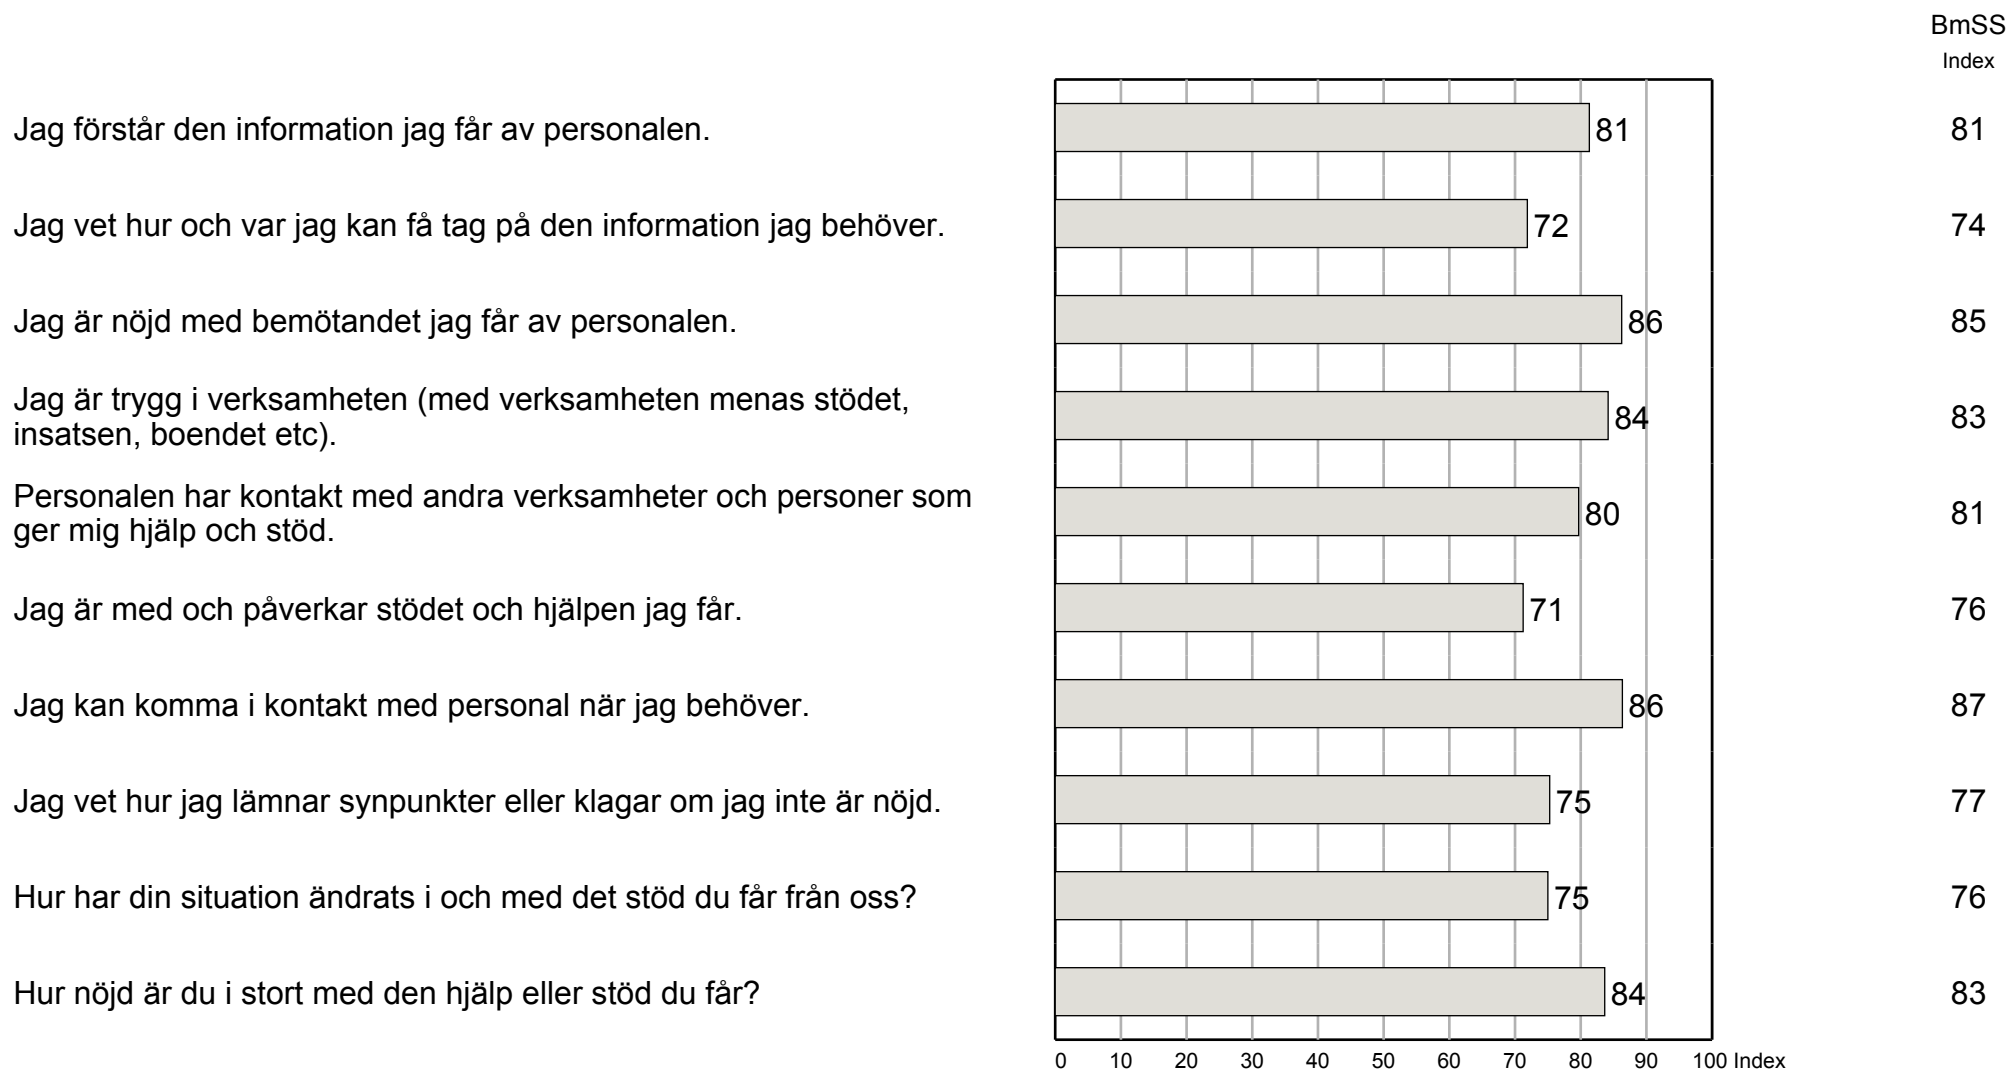 BmSS
Index
Jag förstår den information jag får av personalen. 81 81
Jag vet hur och var jag kan få tag på den information jag behöver. 72 74
Jag är nöjd med bemötandet jag får av personalen. 86 85
Jag är trygg i verksamheten (med verksamheten menas stödet,
insatsen, boendet etc). 84 83
Personalen har kontakt med andra verksamheter och personer som
ger mig hjälp och stöd. 80 81
Jag är med och påverkar stödet och hjälpen jag får. 71 76
Jag kan komma i kontakt med personal när jag behöver. 86 87
Jag vet hur jag lämnar synpunkter eller klagar om jag inte är nöjd. 75 77
Hur har din situation ändrats i och med det stöd du får från oss? 75 76
Hur nöjd är du i stort med den hjälp eller stöd du får? 84 83
0 10 20 30 40 50 60 70 80 90 100 Index